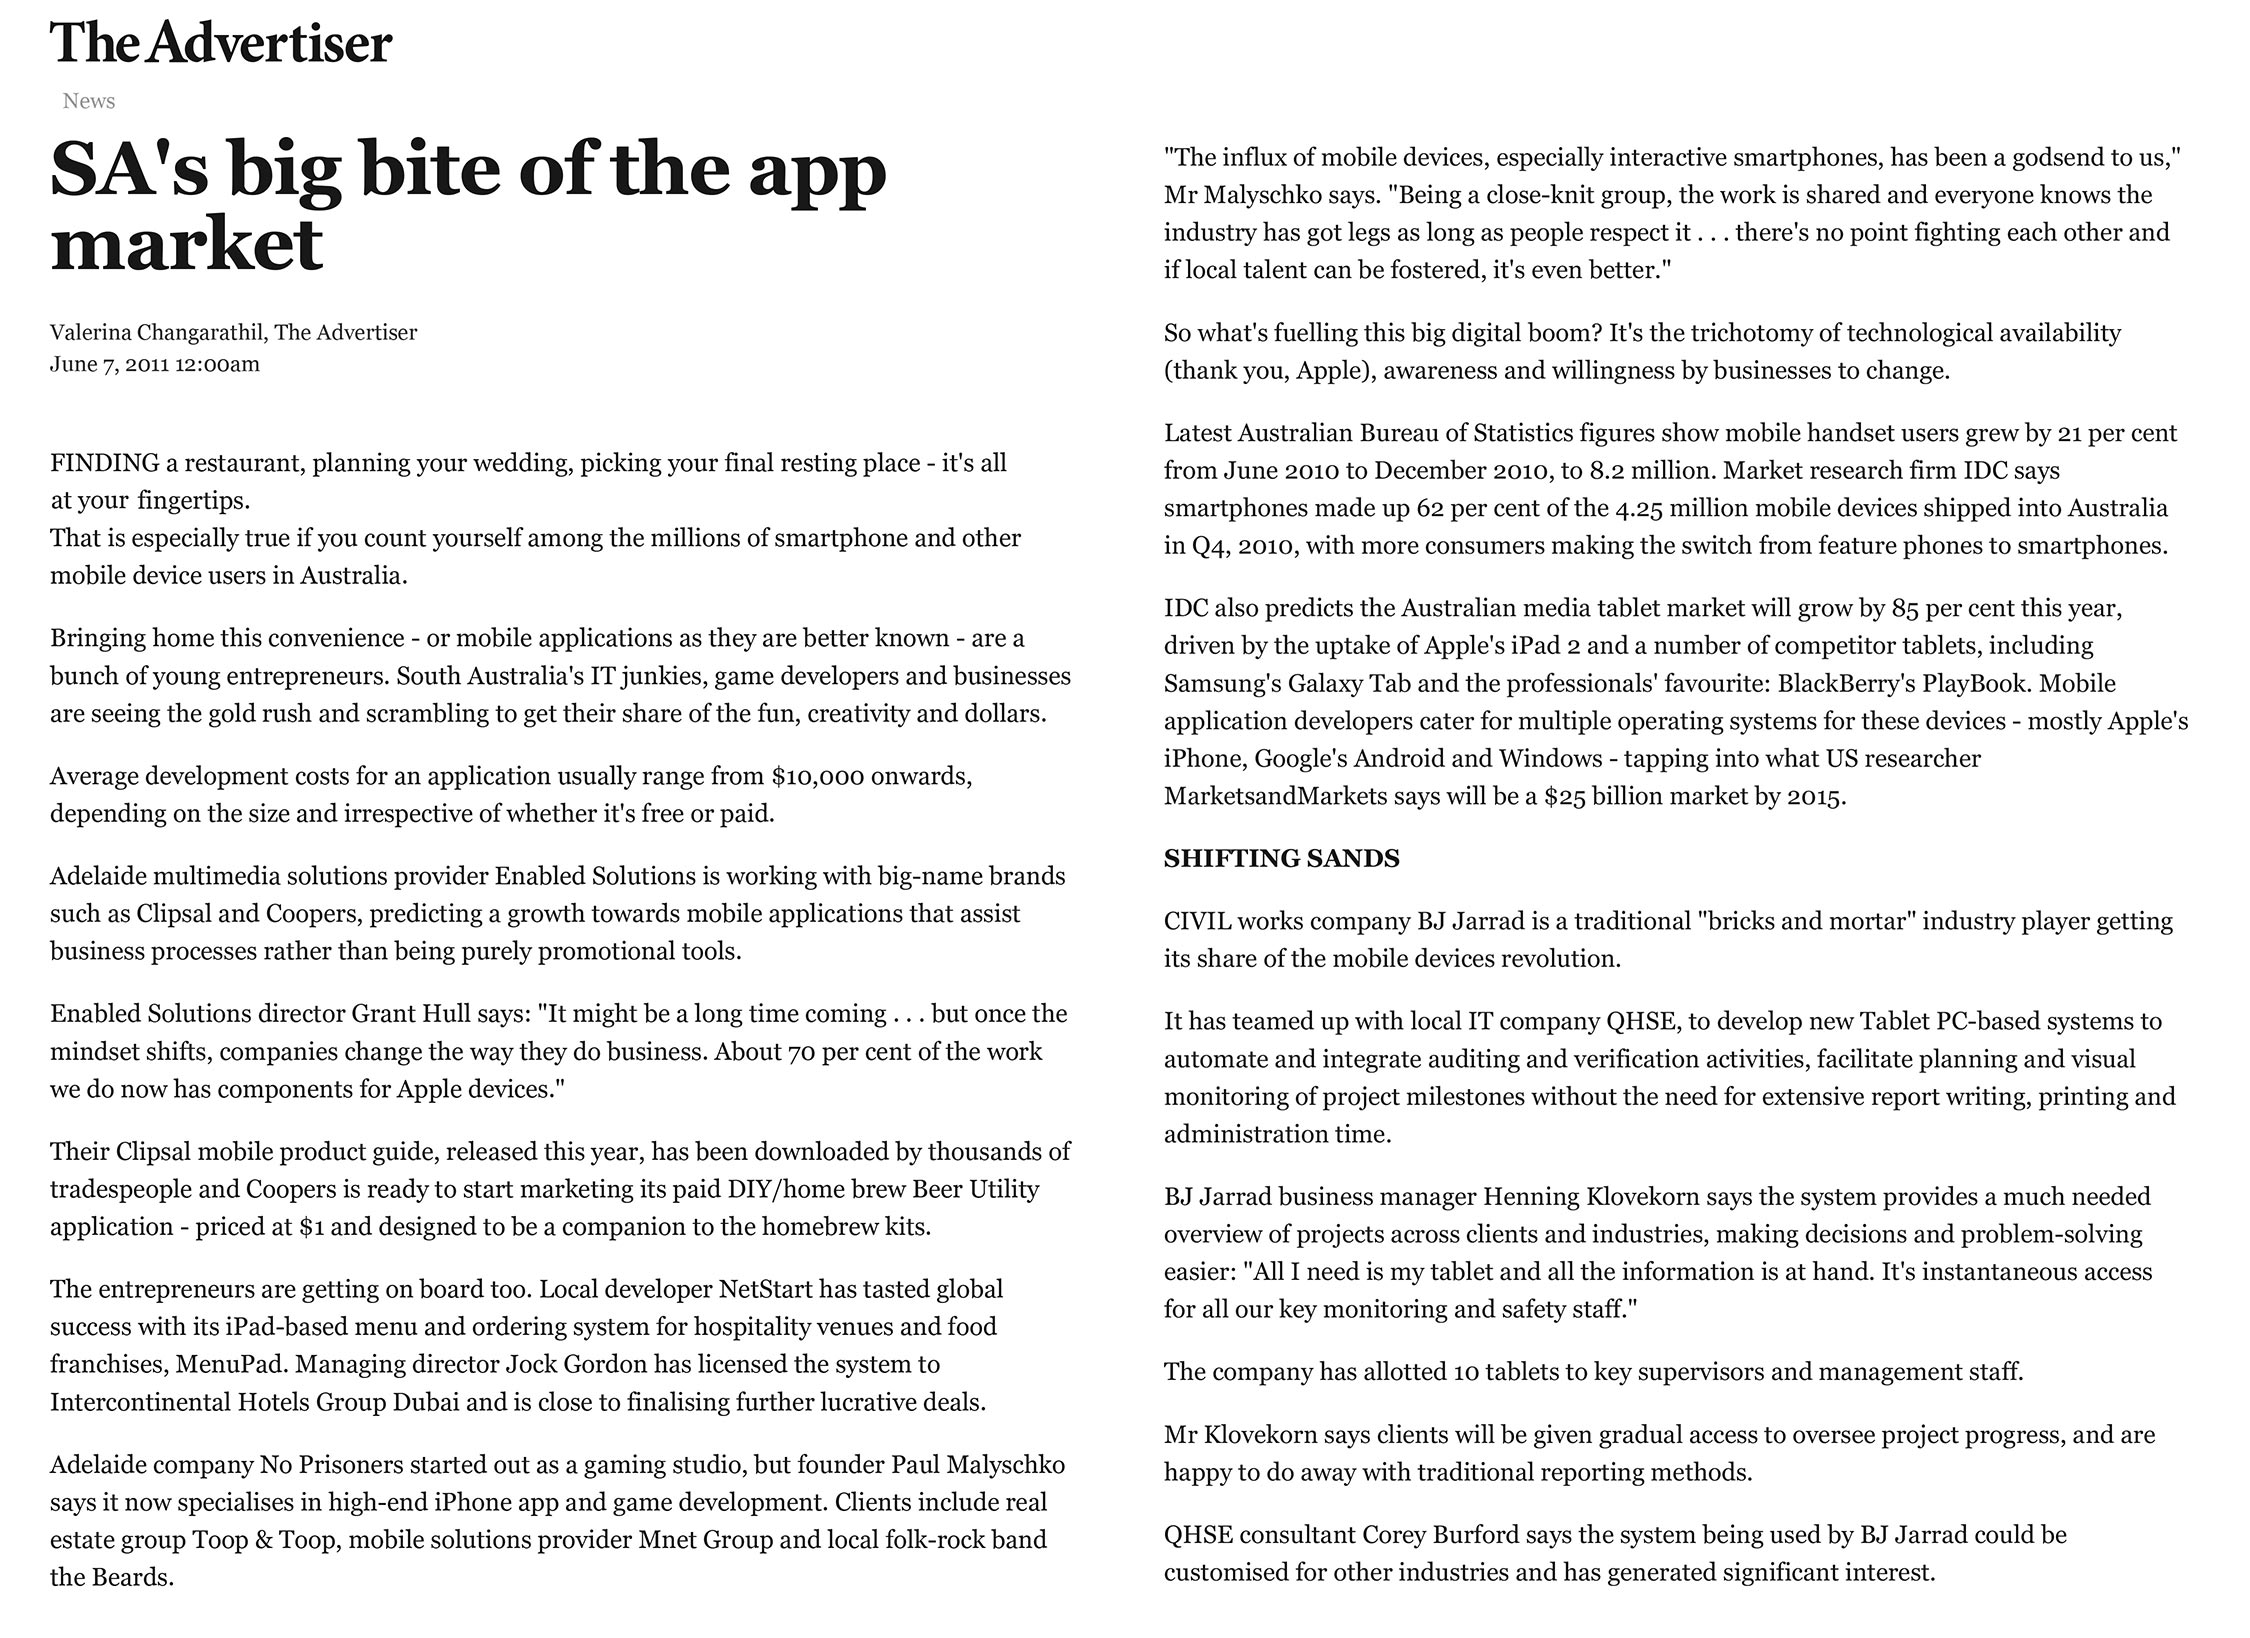 The Advertiser
News
SA's big bite of the app
market
Valerina Changarathil, The Advertiser
June 7, 2011 12:00am
FINDING a restaurant, planning your wedding, picking your final resting place - it's all
at your fingertips.
That is especially true if you count yourself among the millions of smartphone and other
mobile device users in Australia.
Bringing home this convenience - or mobile applications as they are better known - are a
bunch of young entrepreneurs. South Australia's IT junkies, game developers and businesses
are seeing the gold rush and scrambling to get their share of the fun, creativity and dollars.
Average development costs for an application usually range from $10,000 onwards,
depending on the size and irrespective of whether it's free or paid.
Adelaide multimedia solutions provider Enabled Solutions is working with big-name brands
such as Clipsal and Coopers, predicting a growth towards mobile applications that assist
business processes rather than being purely promotional tools.
Enabled Solutions director Grant Hull says: "It might be a long time coming . . . but once the
mindset shifts, companies change the way they do business. About 70 per cent of the work
we do now has components for Apple devices."
Their Clipsal mobile product guide, released this year, has been downloaded by thousands of
tradespeople and Coopers is ready to start marketing its paid DIY/home brew Beer Utility
application - priced at $1 and designed to be a companion to the homebrew kits.
The entrepreneurs are getting on board too. Local developer NetStart has tasted global
success with its iPad-based menu and ordering system for hospitality venues and food
franchises, MenuPad. Managing director Jock Gordon has licensed the system to
Intercontinental Hotels Group Dubai and is close to finalising further lucrative deals.
Adelaide company No Prisoners started out as a gaming studio, but founder Paul Malyschko
says it now specialises in high-end iPhone app and game development. Clients include real
estate group Toop & Toop, mobile solutions provider Mnet Group and local folk-rock band
the Beards.
"The influx of mobile devices, especially interactive smartphones, has been a godsend to us,"
Mr Malyschko says. "Being a close-knit group, the work is shared and everyone knows the
industry has got legs as long as people respect it . . . there's no point fighting each other and
if local talent can be fostered, it's even better."
So what's fuelling this big digital boom? It's the trichotomy of technological availability
(thank you, Apple), awareness and willingness by businesses to change.
Latest Australian Bureau of Statistics figures show mobile handset users grew by 21 per cent
from June 2010 to December 2010, to 8.2 million. Market research firm IDC says
smartphones made up 62 per cent of the 4.25 million mobile devices shipped into Australia
in Q4, 2010, with more consumers making the switch from feature phones to smartphones.
IDC also predicts the Australian media tablet market will grow by 85 per cent this year,
driven by the uptake of Apple's iPad 2 and a number of competitor tablets, including
Samsung's Galaxy Tab and the professionals' favourite: BlackBerry's PlayBook. Mobile
application developers cater for multiple operating systems for these devices - mostly Apple's
iPhone, Google's Android and Windows - tapping into what US researcher
MarketsandMarkets says will be a $25 billion market by 2015.
SHIFTING SANDS
CIVIL works company BJ Jarrad is a traditional "bricks and mortar" industry player getting
its share of the mobile devices revolution.
It has teamed up with local IT company QHSE, to develop new Tablet PC-based systems to
automate and integrate auditing and verification activities, facilitate planning and visual
monitoring of project milestones without the need for extensive report writing, printing and
administration time.
BJ Jarrad business manager Henning Klovekorn says the system provides a much needed
overview of projects across clients and industries, making decisions and problem-solving
easier: "All I need is my tablet and all the information is at hand. It's instantaneous access
for all our key monitoring and safety staff."
The company has allotted 10 tablets to key supervisors and management staff.
Mr Klovekorn says clients will be given gradual access to oversee project progress, and are
happy to do away with traditional reporting methods.
QHSE consultant Corey Burford says the system being used by BJ Jarrad could be
customised for other industries and has generated significant interest.